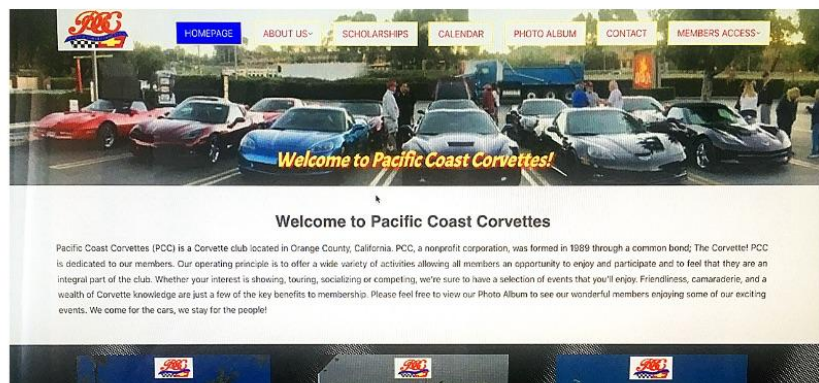 PCC
HOMEPAGE
ABOUT US
SCHOLARSHIPS
CALENDAR
PHOTO ALBUM
CONTACT
MEMBERS ACCESS
Welcome to Pacific Coast Corvettes!
Welcome to Pacific Coast Corvettes
Pacific Coast Corvettes (PCC) is a Corvette club located in Orange County, California. PCC, a nonprofit corporation, was formed in 1989 through a common bond; The Corvette! PCC
is dedicated to our members. Our operating principle is to offer a wide variety of activities allowing all members an opportunity to enjoy and participate and to feel that they are an
integral part of the club. Whether your interest is showing, touring, socializing or competing, we're sure to have a selection of events that you'll enjoy. Friendliness, camaraderie, and a
wealth of Corvette knowledge are just a few of the key benefits to membership. Please feel free to view our Photo Album to see our wonderful members enjoying some of our exciting
events. We come for the cars, we stay for the people!
PCC
PCC
PCC